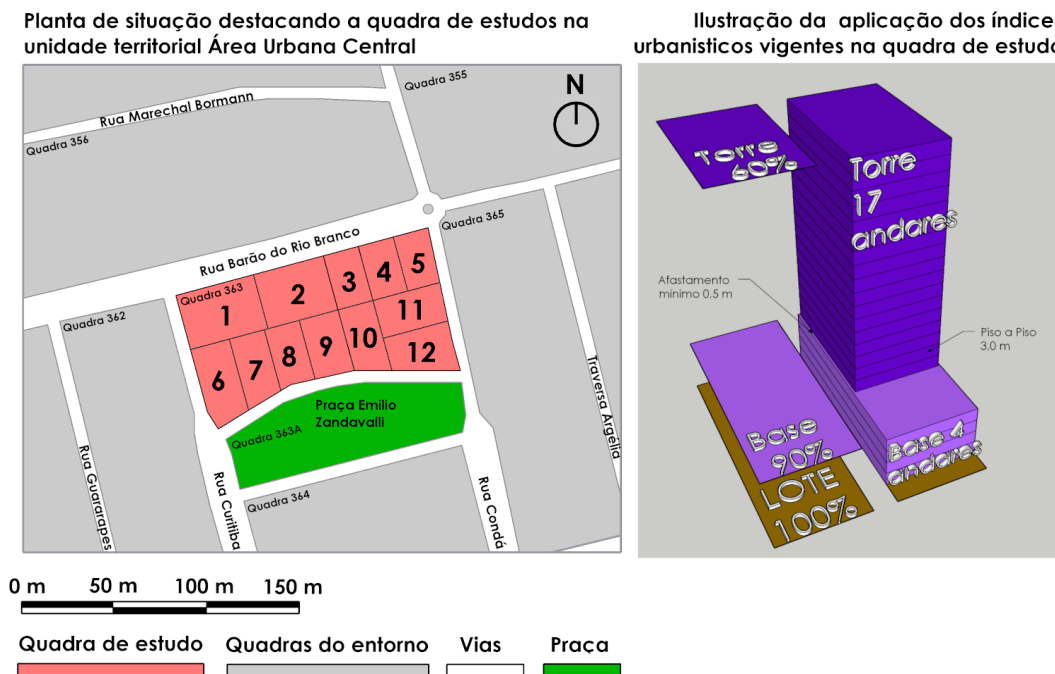 Planta de situação destacando a quadra de estudos na
unidade territorial Área Urbana Central
Quadra 355
N
Rua Marechal Bormann
Quadra 356
Quadra 365
Rua Barão do Rio Branco
Quadra 363
1
2
3
4
5
Quadra 362
6
7
8
9
10
11
12
Praça Emilio
Zandavalli
Quadra 363A
Quadra 364
Rua Guararapes
Rua Curitiba
Rua Condá
Traversa Argélia
0 m 50 m 100 m 150 m
Quadra de estudo
Quadras do entorno
Vias
Praça
Ilustração da aplicação dos índice
urbanisticos vigentes na quadra de estud
Torre
60%
Torre
17
andares
Afastamento
mínimo 0,5 m
Piso a Piso
3.0 m
Base
90%
Base 4
andares
LOTE
100%